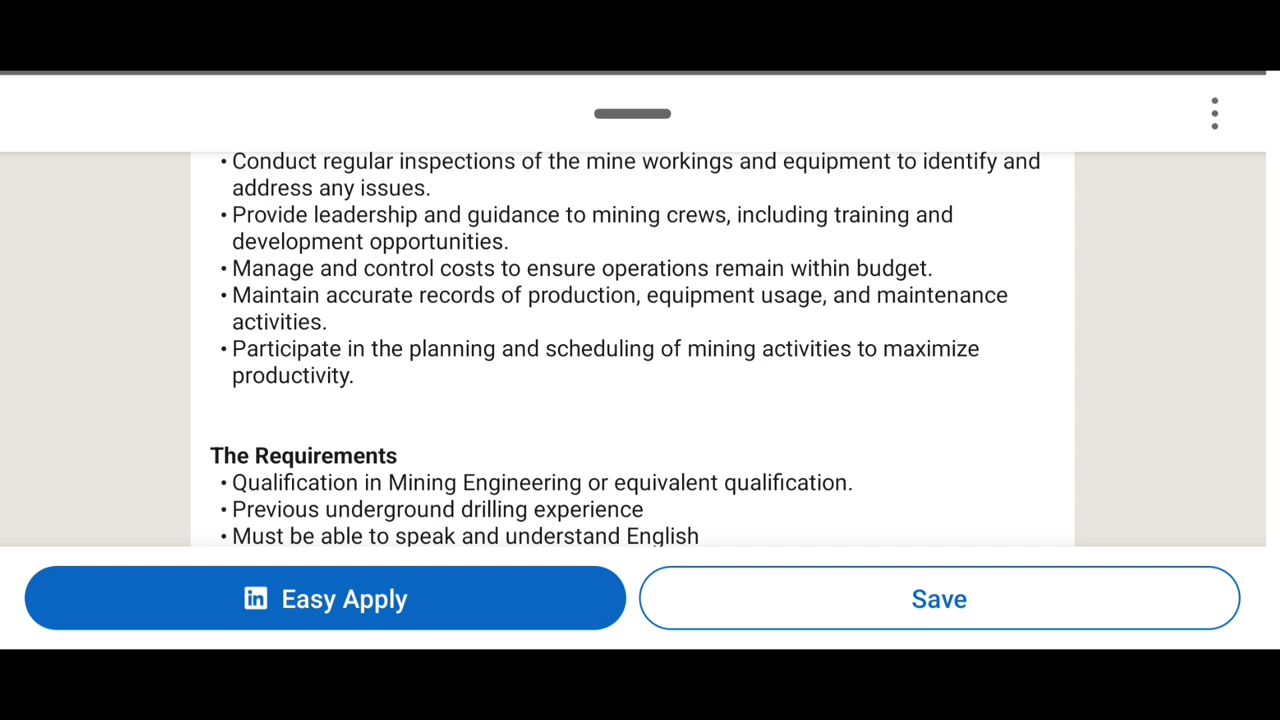 • Conduct regular inspections of the mine workings and equipment to identify and
address any issues.
• Provide leadership and guidance to mining crews, including training and
development opportunities.
• Manage and control costs to ensure operations remain within budget.
• Maintain accurate records of production, equipment usage, and maintenance
activities.
• Participate in the planning and scheduling of mining activities to maximize
productivity.
The Requirements
• Qualification in Mining Engineering or equivalent qualification.
• Previous underground drilling experience
• Must be able to speak and understand English
in Easy Apply
Save